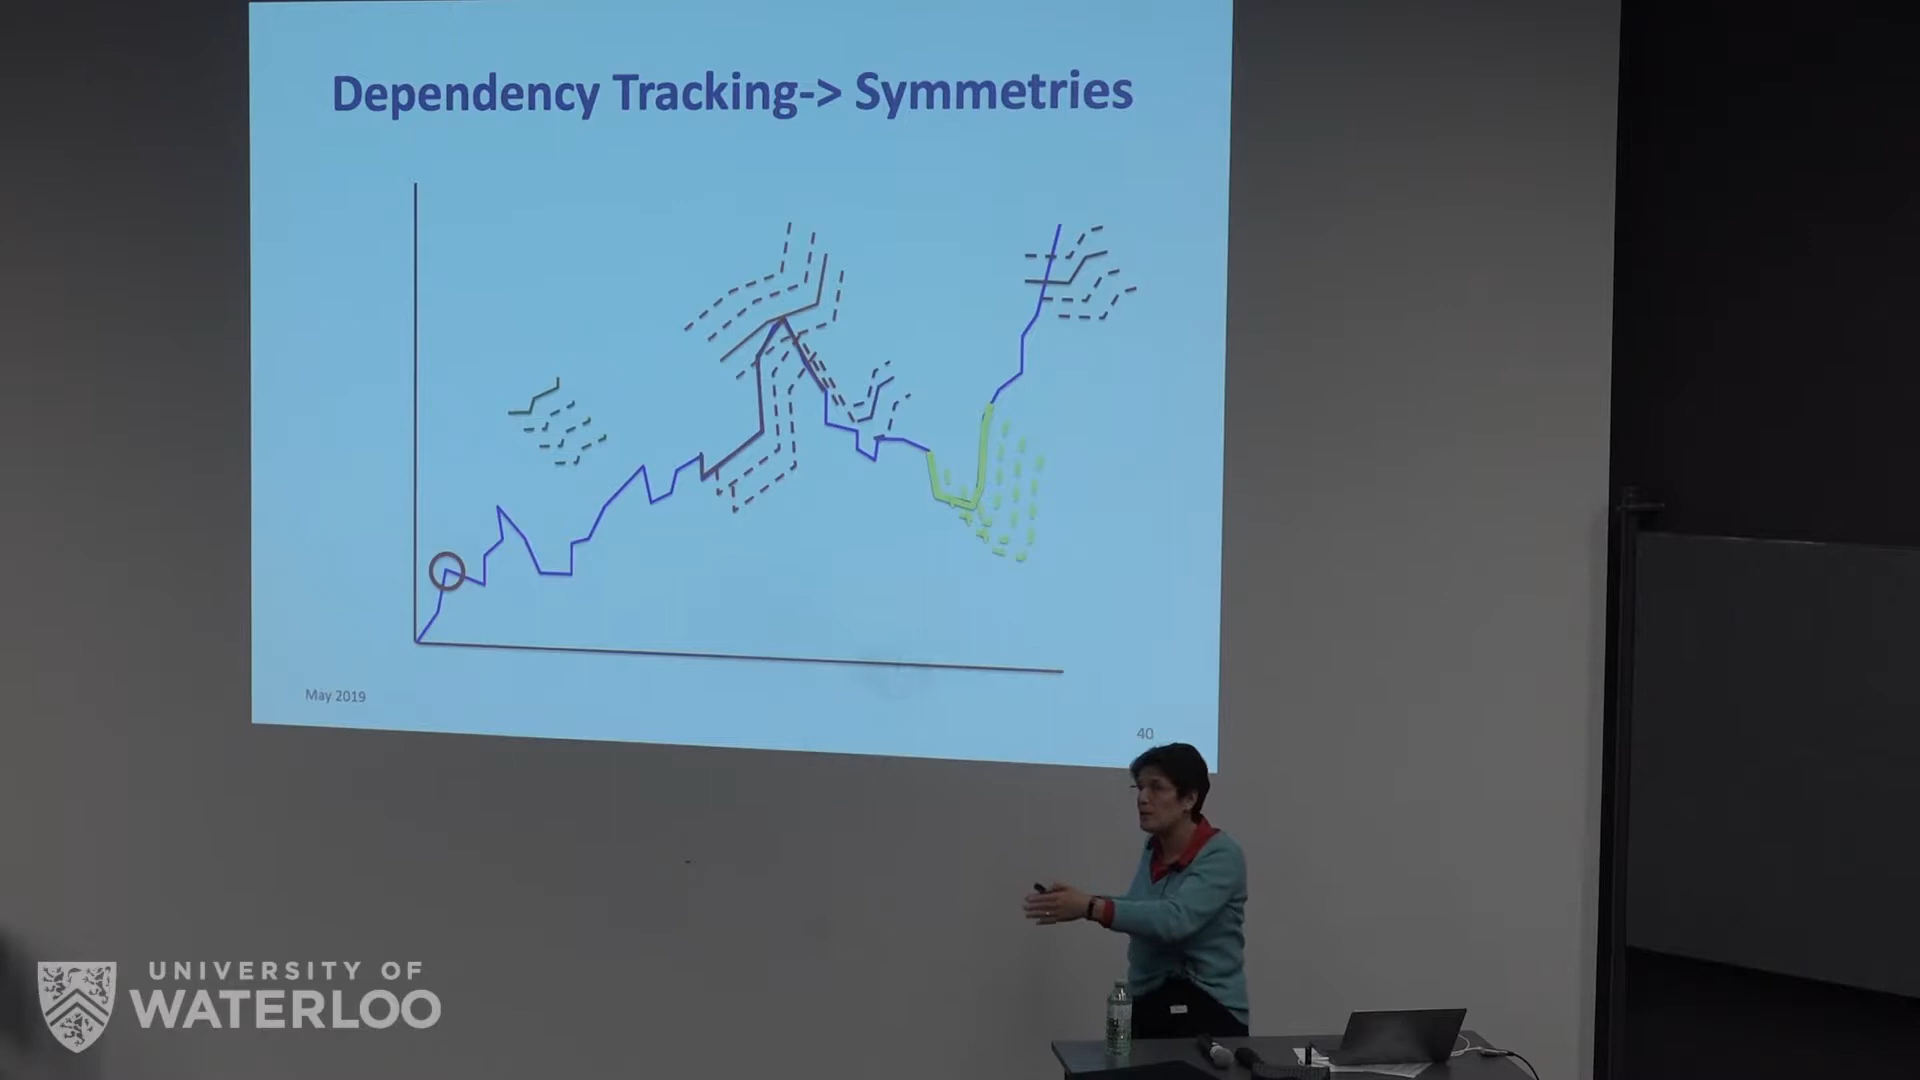 Dependency Tracking-> Symmetries
May 2019
40
UNIVERSITY OF
WATERLOO